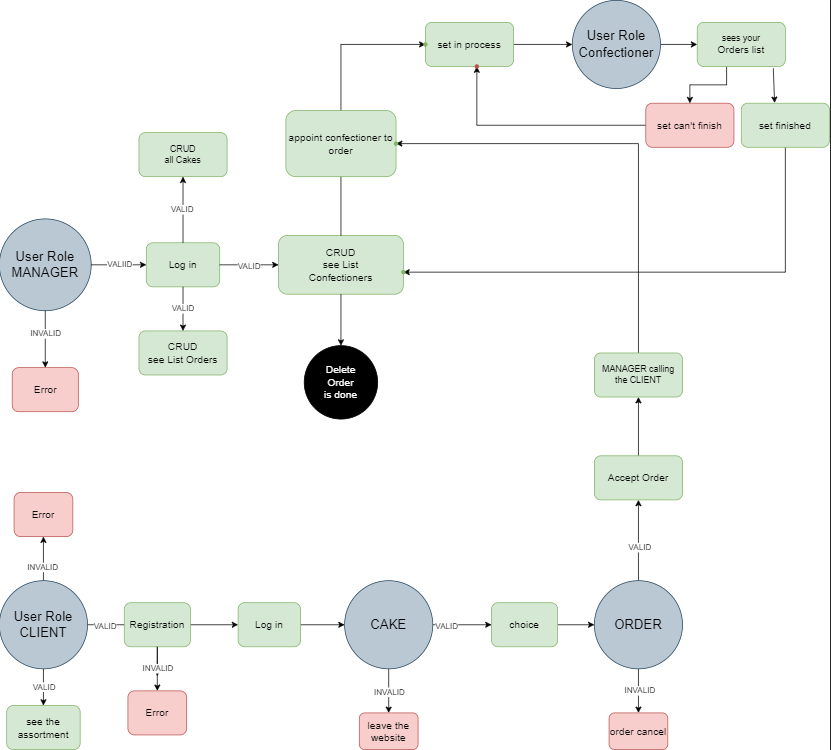 set in process
User Role
Confectioner
sees your
Orders list
set can't finish
set finished
appoint confectioner to
order
CRUD
all Cakes
VALID
User Role
MANAGER
VALIID
Log in
VALID
CRUD
see List
Confectioners
VALID
CRUD
see List Orders
INVALID
Error
Delete
Order
is done
MANAGER calling
the CLIENT
Accept Order
VALID
Error
INVALID
User Role
CLIENT
VALID
Registration
Log in
CAKE
VALID
choice
ORDER
VALID
see the
assortment
INVALID
Error
INVALID
leave the
website
INVALID
order cancel